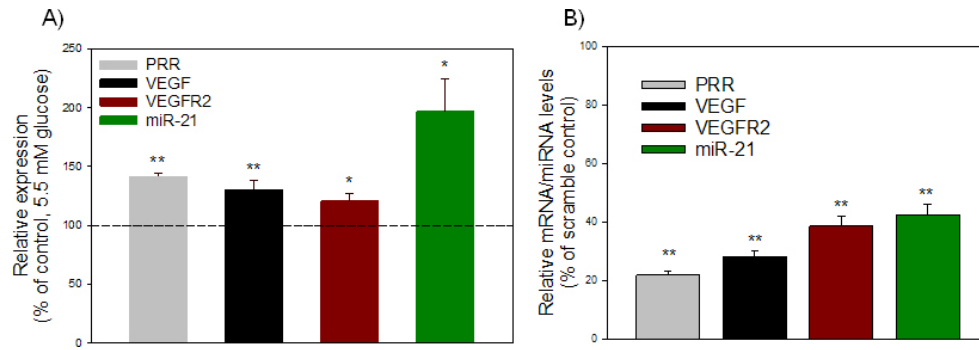 A)
Relative expression
(% of control, 5.5 mM glucose)
250
200
150
100
50
0
PRR
VEGF
VEGFR2
miR-21
**
**
*
*
B)
Relative mRNA/miRNA levels
(% of scramble control)
100
80
60
40
20
0
PRR
VEGF
VEGFR2
miR-21
**
**
**
**